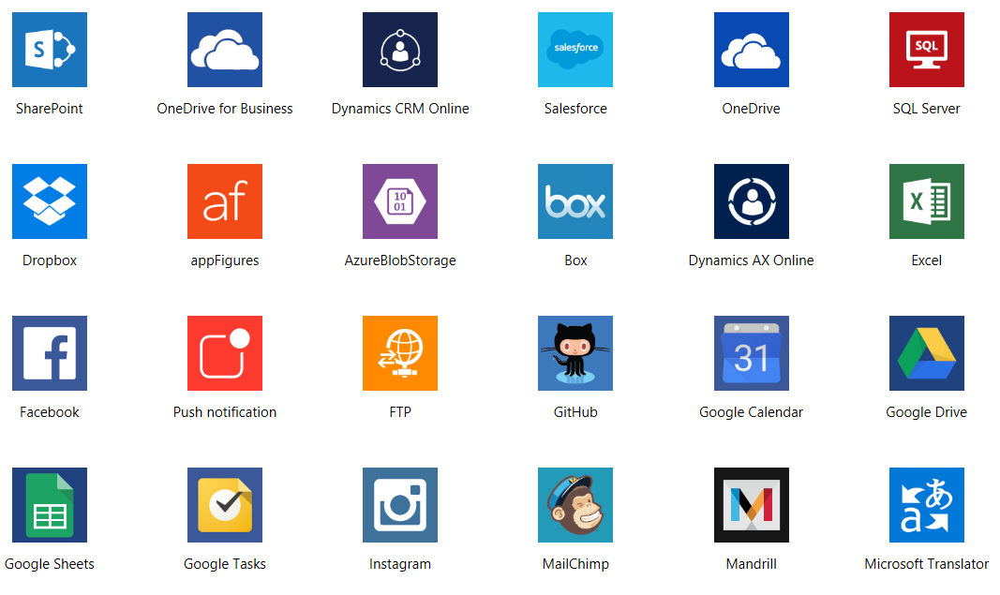 S
salesforce
SQL
SharePoint
OneDrive for Business
Dynamics CRM Online
Salesforce
OneDrive
SQL Server
af
10
01
box
X
Dropbox
appFigures
AzureBlobStorage
Box
Dynamics AX Online
Excel
f
31
Facebook
Push notification
FTP
GitHub
Google Calendar
Google Drive
M
あ
a
Google Sheets
Google Tasks
Instagram
MailChimp
Mandrill
Microsoft Translator